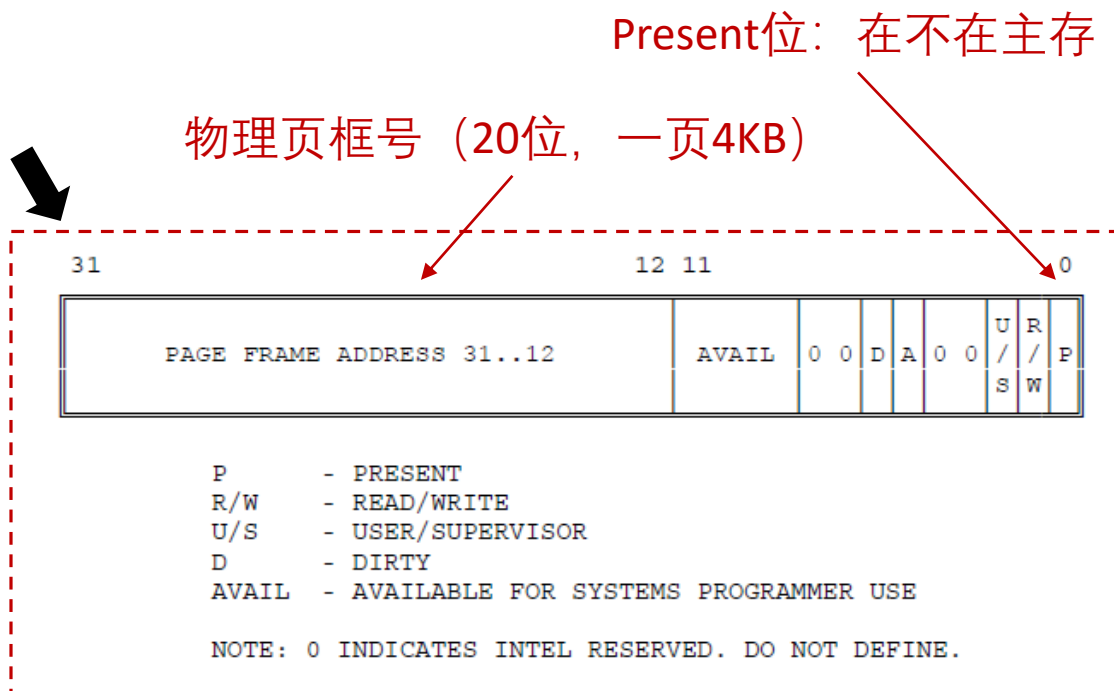 Present位：在不在主存
物理页框号（20位，一页4KB）
31 12 11 0
PAGE FRAME ADDRESS 31..12 AVAIL 0 0 D A 0 0 U/S R/W P
P - PRESENT
R/W - READ/WRITE
U/S - USER/SUPERVISOR
D - DIRTY
AVAIL - AVAILABLE FOR SYSTEMS PROGRAMMER USE
NOTE: 0 INDICATES INTEL RESERVED. DO NOT DEFINE.